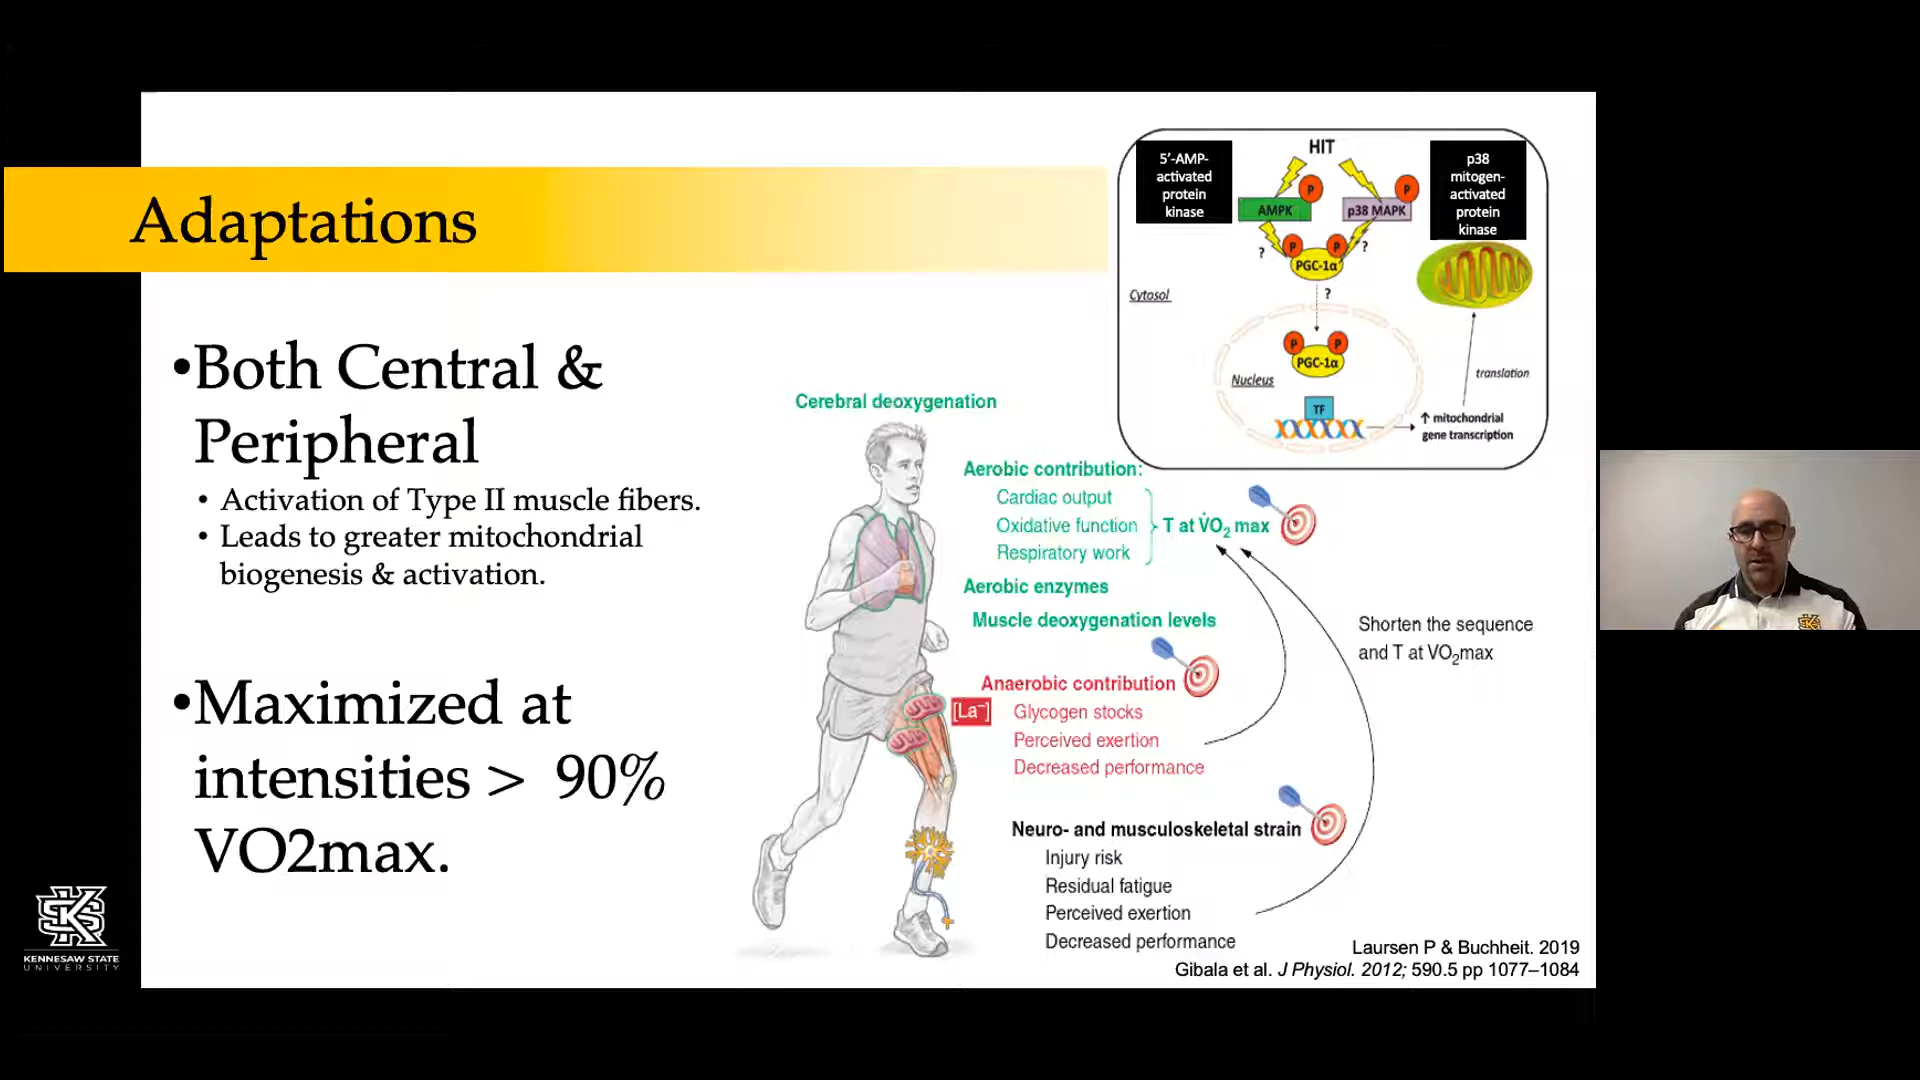 Adaptations
•Both Central &
Peripheral
• Activation of Type II muscle fibers.
• Leads to greater mitochondrial
biogenesis & activation.
•Maximized at
intensities > 90%
VO2max.
HIT
5′-AMP-
activated
protein
kinase
p38
mitogen-
activated
protein
kinase
P
P
AMPK
p38 MAPK
P
P
?
?
PGC-1α
Cytosol
?
P
P
PGC-1α
Nucleus
translation
TF
↑ mitochondrial
gene transcription
Cerebral deoxygenation
Aerobic contribution:
Cardiac output
Oxidative function
Respiratory work
T at V̇O₂ max
Aerobic enzymes
Muscle deoxygenation levels
Shorten the sequence
and T at VO₂max
Anaerobic contribution
[La⁻]
Glycogen stocks
Perceived exertion
Decreased performance
Neuro- and musculoskeletal strain
Injury risk
Residual fatigue
Perceived exertion
Decreased performance
Laursen P & Buchheit. 2019
Gibala et al. J Physiol. 2012; 590.5 pp 1077–1084
KS
KENNESAW STATE
UNIVERSITY
KS